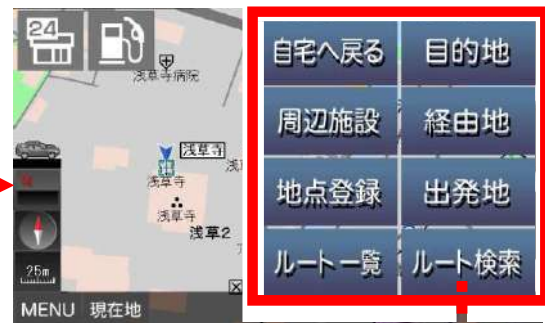 24
浅草寺病院
浅草寺
浅草寺
浅草寺
浅草2
25m
MENU 現在地
自宅へ戻る 目的地
周辺施設 経由地
地点登録 出発地
ルート一覧 ルート検索